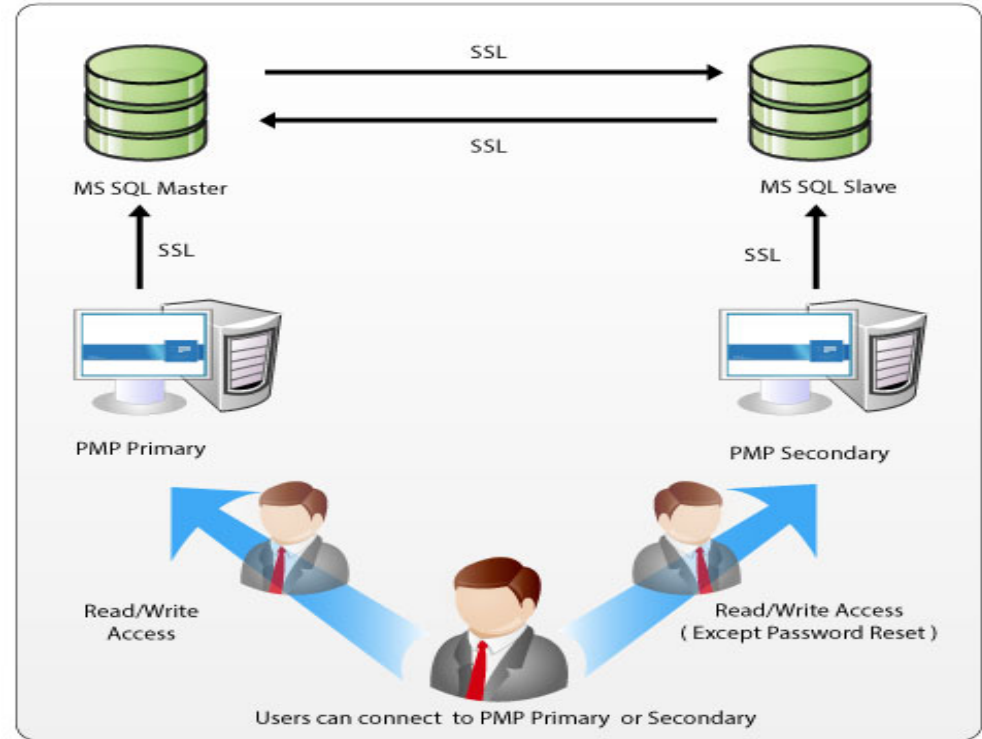 SSL
SSL
MS SQL Master
MS SQL Slave
SSL
SSL
PMP Primary
PMP Secondary
Read/Write
Access
Read/Write Access
( Except Password Reset )
Users can connect to PMP Primary or Secondary